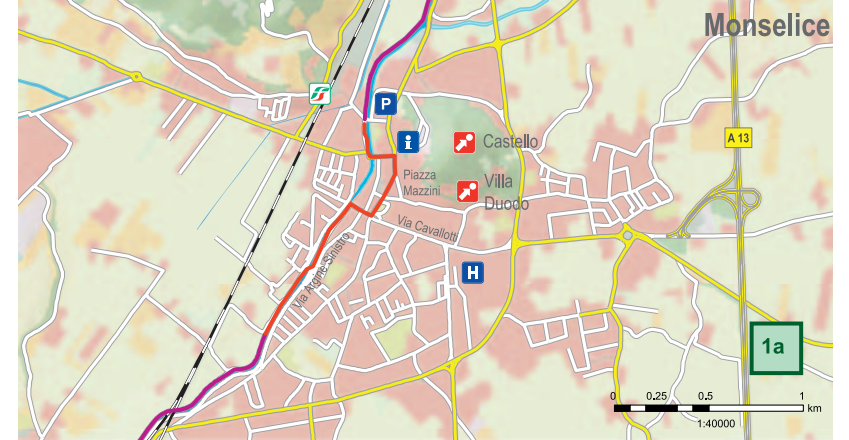 Monselice
P
i
Castello
A 13
Piazza
Mazzini
Villa
Duodo
Via Cavallotti
H
Via Argine Sinistro
1a
0 0.25 0.5 1
km
1:40000